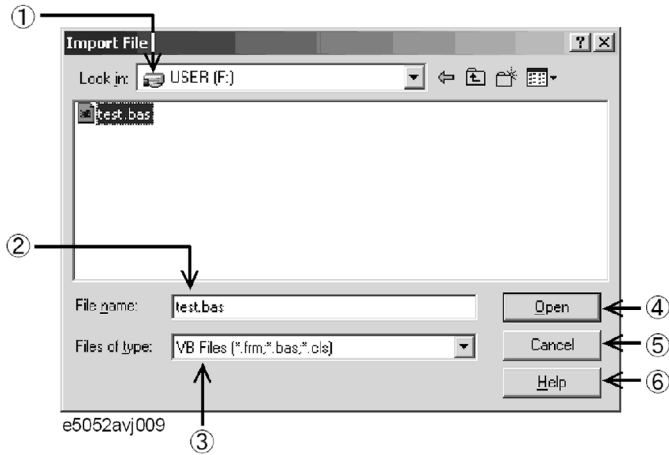 ①
Import File
Look in: USER (F:)
test.bas
②
File name: test.bas
Open
④
Files of type: VB Files (*.frm;*.bas;*.cls)
Cancel
⑤
Help
⑥
e5052avj009
③